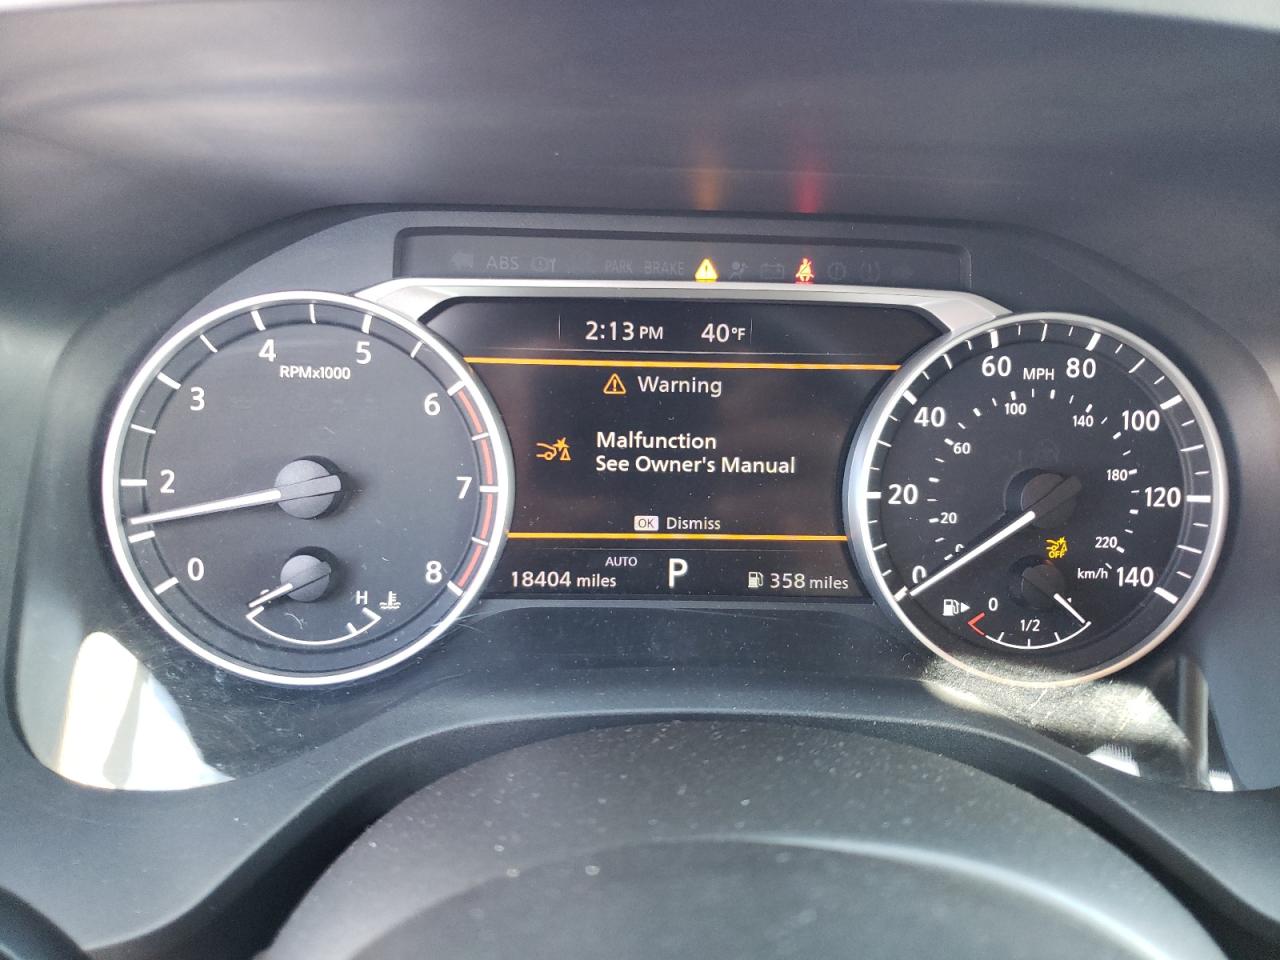 ABS PARK BRAKE
2:13 PM 40°F
Warning
Malfunction
See Owner's Manual
OK Dismiss
AUTO
18404 miles P 358 miles
RPMx1000
0
2
3
4
5
6
7
8
H
MPH
0
20
40
60
80
100
120
140
km/h
20
60
100
140
180
220
OFF
0
1/2